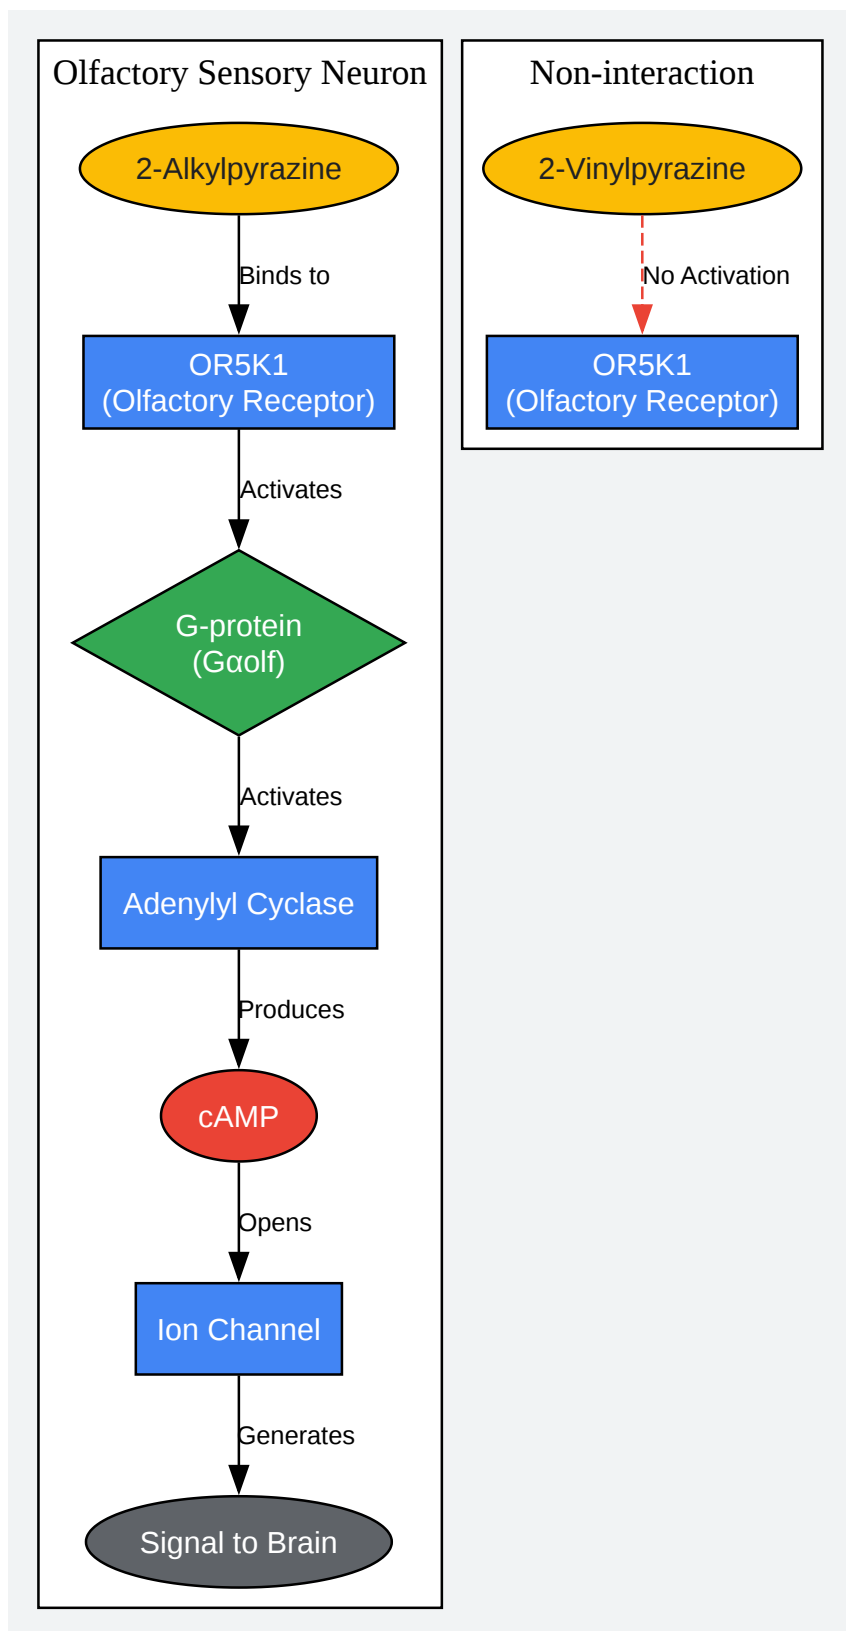 Olfactory Sensory Neuron
2-Alkylpyrazine
Binds to
OR5K1
(Olfactory Receptor)
Activates
G-protein
(Gαolf)
Activates
Adenylyl Cyclase
Produces
cAMP
Opens
Ion Channel
Generates
Signal to Brain
Non-interaction
2-Vinylpyrazine
No Activation
OR5K1
(Olfactory Receptor)